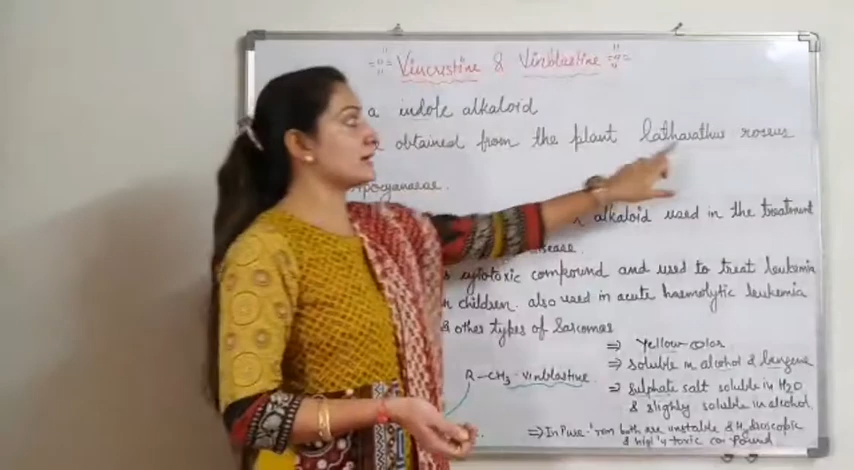 Vincristine & Vinblastine
a indole alkaloid
obtained from the plant Catharathus roseus
Apocyanaceae.
alkaloid used in the treatment
disease.
cytotoxic compound, and used to treat leukemia
in children, also used in acute haemolytic leukemia
& other types of Sarcomas
⇒ Yellow color
R-CH3 - vinblastine ⇒ Soluble in alcohol & benzene
⇒ Sulphate salt soluble in H2O
& slighly soluble in alcohol.
⇒ In Pure form both are unstable & Hydroscopic
& highly toxic compound.